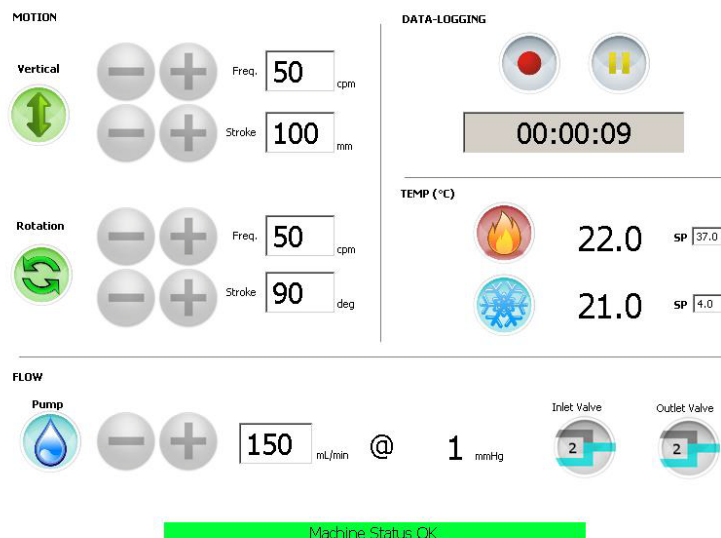 MOTION
Vertical
Freq. 50 cpm
Stroke 100 mm
Rotation
Freq. 50 cpm
Stroke 90 deg
DATA-LOGGING
00:00:09
TEMP (°C)
22.0 SP 37.0
21.0 SP 4.0
FLOW
Pump
150 mL/min @ 1 mmHg
Inlet Valve
2
Outlet Valve
2
Machine Status OK